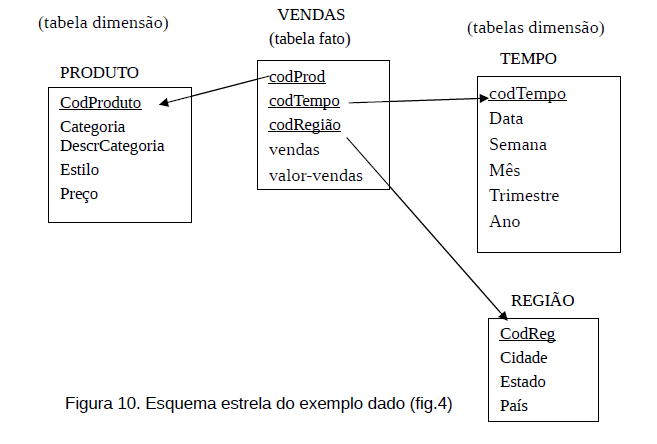 (tabela dimensão)
VENDAS
(tabela fato)
(tabelas dimensão)
PRODUTO
CodProduto
Categoria
DescrCategoria
Estilo
Preço
codProd
codTempo
codRegião
vendas
valor-vendas
TEMPO
codTempo
Data
Semana
Mês
Trimestre
Ano
REGIÃO
CodReg
Cidade
Estado
País
Figura 10. Esquema estrela do exemplo dado (fig.4)